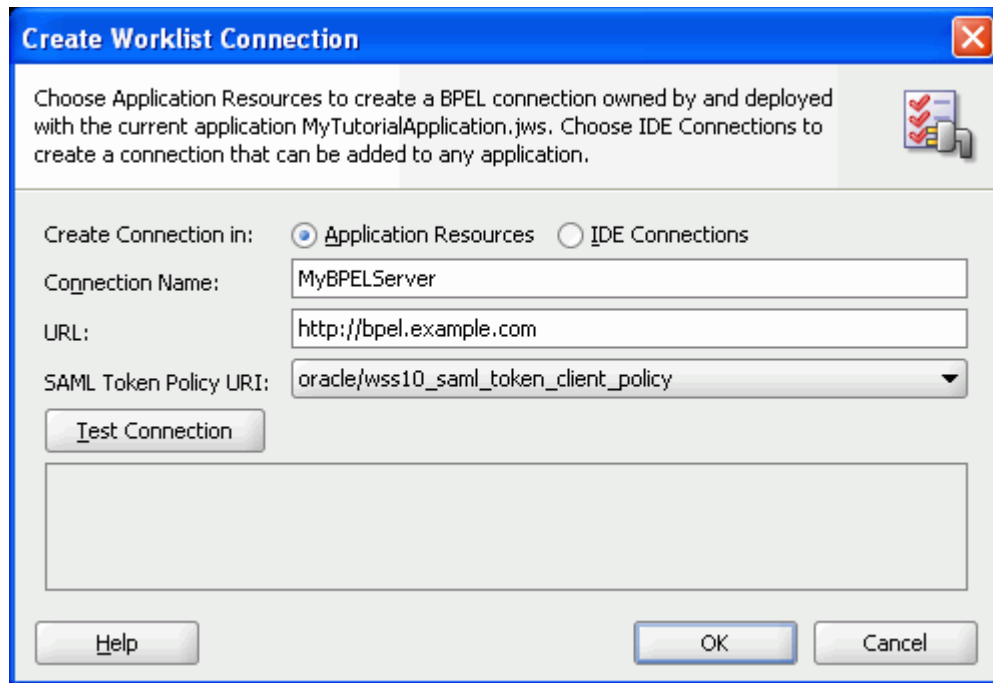 Create Worklist Connection
Choose Application Resources to create a BPEL connection owned by and deployed
with the current application MyTutorialApplication.jws. Choose IDE Connections to
create a connection that can be added to any application.
Create Connection in: Application Resources IDE Connections
Connection Name: MyBPELServer
URL: http://bpel.example.com
SAML Token Policy URI: oracle/wss10_saml_token_client_policy
Test Connection
Help OK Cancel